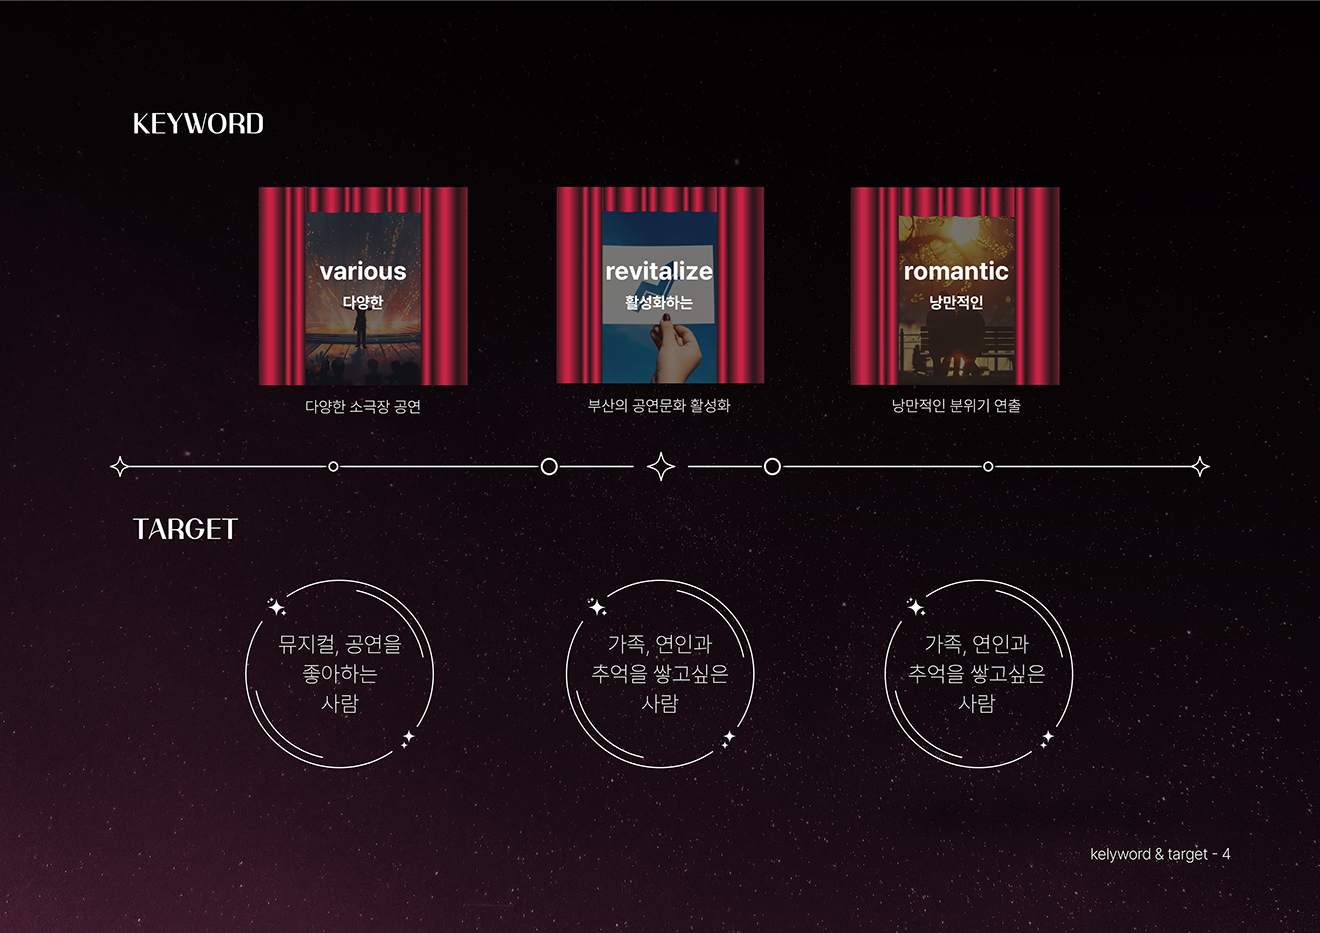 KEYWORD
various
다양한
다양한 소극장 공연
revitalize
활성화하는
부산의 공연문화 활성화
romantic
낭만적인
낭만적인 분위기 연출
TARGET
뮤지컬, 공연을
좋아하는
사람
가족, 연인과
추억을 쌓고싶은
사람
가족, 연인과
추억을 쌓고싶은
사람
kelyword & target - 4